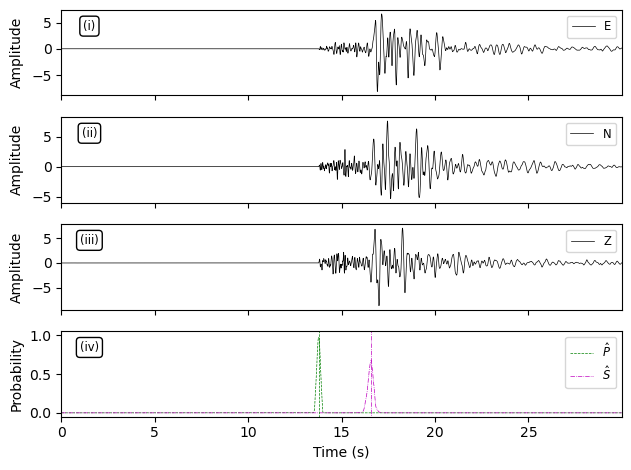 (i)
E
Amplitude
5
0
−5
(ii)
N
Amplitude
5
0
−5
(iii)
Z
Amplitude
5
0
−5
(iv)
P̂
Ŝ
Probability
1.0
0.5
0.0
0 5 10 15 20 25
Time (s)